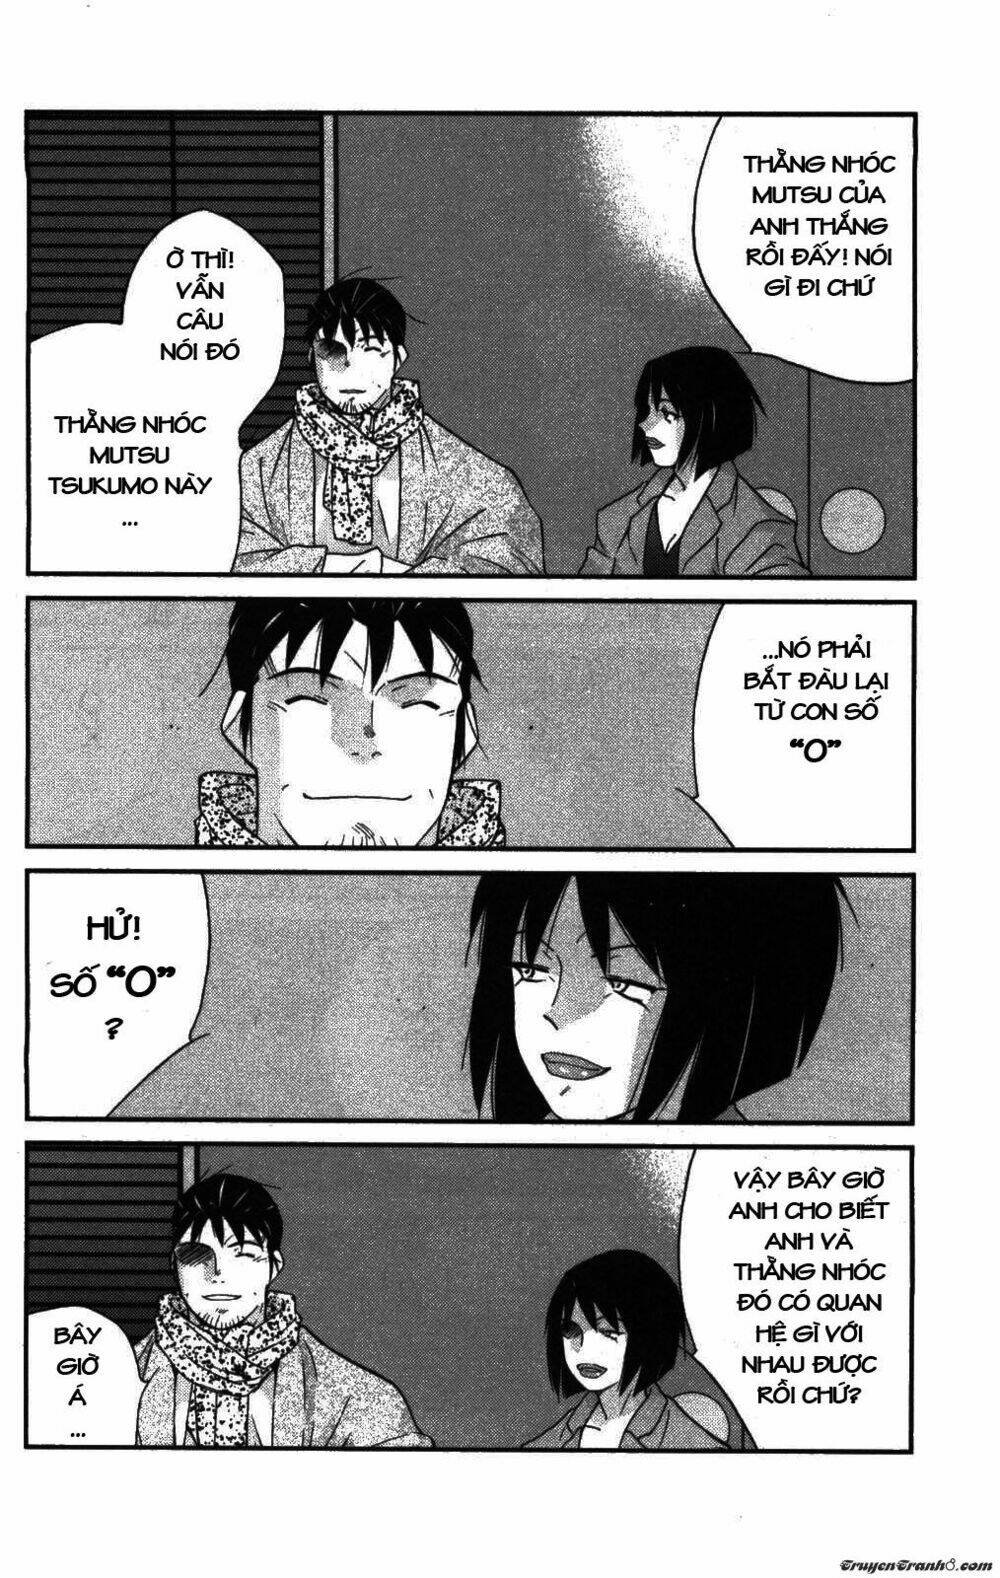 THẰNG NHÓC
MUTSU CỦA
ANH THẮNG
RỒI ĐẤY! NÓI
GÌ ĐI CHỨ
Ờ THÌ!
VẪN
CÂU
NÓI ĐÓ
THẰNG NHÓC
MUTSU
TSUKUMO NÀY
...
...NÓ PHẢI
BẮT ĐÀU LẠI
TỪ CON SỐ
“O”
HỬ!
SỐ “O”
?
VẬY BÂY GIỜ
ANH CHO BIẾT
ANH VÀ
THẰNG NHÓC
ĐÓ CÓ QUAN
HỆ GÌ VỚI
NHAU ĐƯỢC
RỒI CHỨ?
BÂY
GIỜ
Á
...
TruyenTranh8.com